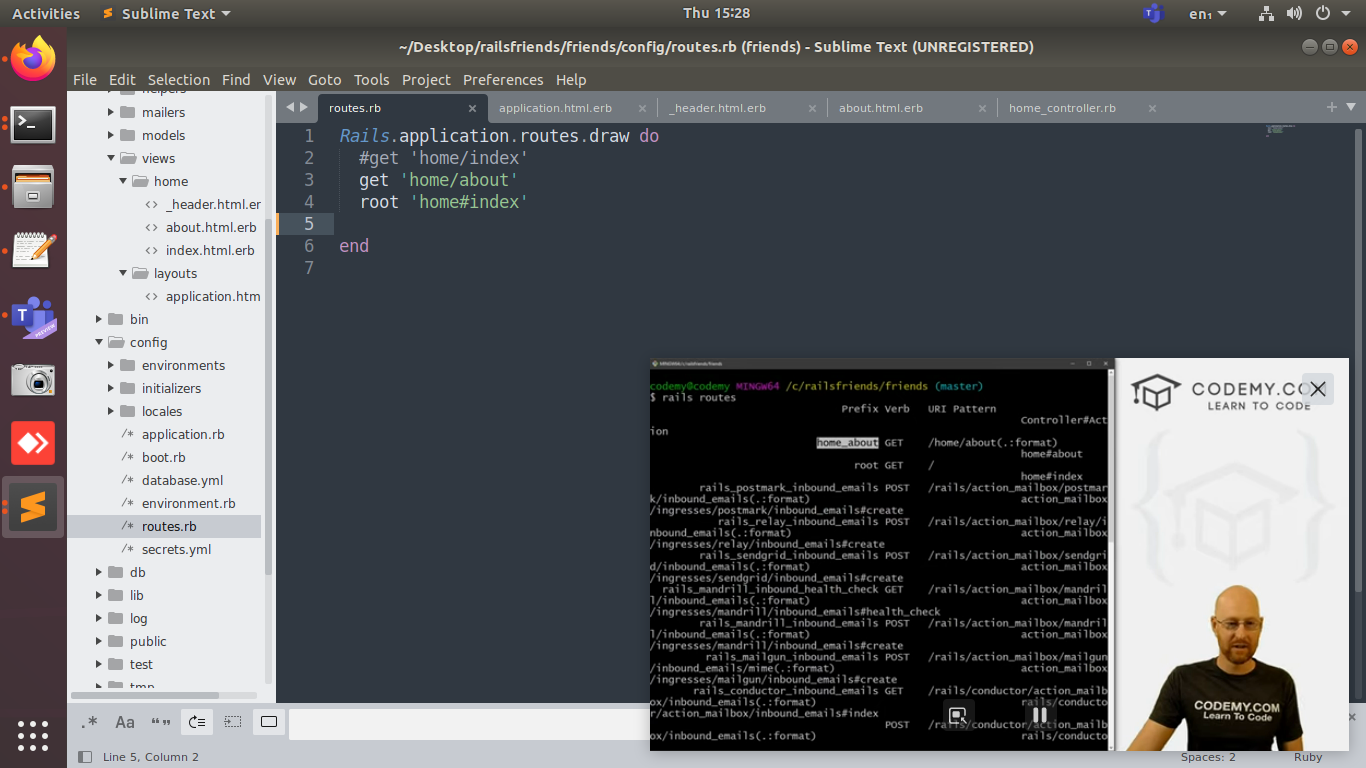 Activities Sublime Text Thu 15:28 en₁
~/Desktop/railsfriends/friends/config/routes.rb (friends) - Sublime Text (UNREGISTERED)
File Edit Selection Find View Goto Tools Project Preferences Help
helpers
mailers
models
views
home
_header.html.er
about.html.erb
index.html.erb
layouts
application.htm
bin
config
environments
initializers
locales
/* application.rb
/* boot.rb
/* database.yml
/* environment.rb
/* routes.rb
/* secrets.yml
db
lib
log
public
test
tmp
routes.rb application.html.erb _header.html.erb about.html.erb home_controller.rb
1 Rails.application.routes.draw do
2 #get 'home/index'
3 get 'home/about'
4 root 'home#index'
5
6 end
7
codemy@codemy MINGW64 /c/railsfriends/friends (master)
$ rails routes
Prefix Verb URI Pattern
Controller#Act
ion
home_about GET /home/about(.:format)
home#about
root GET /
home#index
rails_postmark_inbound_emails POST /rails/action_mailbox/postmar
k/inbound_emails(.:format) action_mailbox
/ingresses/postmark/inbound_emails#create
rails_relay_inbound_emails POST /rails/action_mailbox/relay/i
nbound_emails(.:format) action_mailbox
/ingresses/relay/inbound_emails#create
rails_sendgrid_inbound_emails POST /rails/action_mailbox/sendgri
d/inbound_emails(.:format) action_mailbox
/ingresses/sendgrid/inbound_emails#create
rails_mandrill_inbound_health_check GET /rails/action_mailbox/mandril
l/inbound_emails(.:format) action_mailbox
/ingresses/mandrill/inbound_emails#health_check
rails_mandrill_inbound_emails POST /rails/action_mailbox/mandril
l/inbound_emails(.:format) action_mailbox
/ingresses/mandrill/inbound_emails#create
rails_mailgun_inbound_emails POST /rails/action_mailbox/mailgun
/inbound_emails/mime(.:format) action_mailbox
/ingresses/mailgun/inbound_emails#create
rails_conductor_inbound_emails GET /rails/conductor/action_mailb
ox/inbound_emails(.:format) rails/conducto
r/action_mailbox/inbound_emails#index
POST /rails/conductor/action_mailb
ox/inbound_emails(.:format) rails/conducto
CODEMY.CO
LEARN TO CODE
CODEMY.COM
Learn To Code
.* Aa “”
Line 5, Column 2 Spaces: 2 Ruby